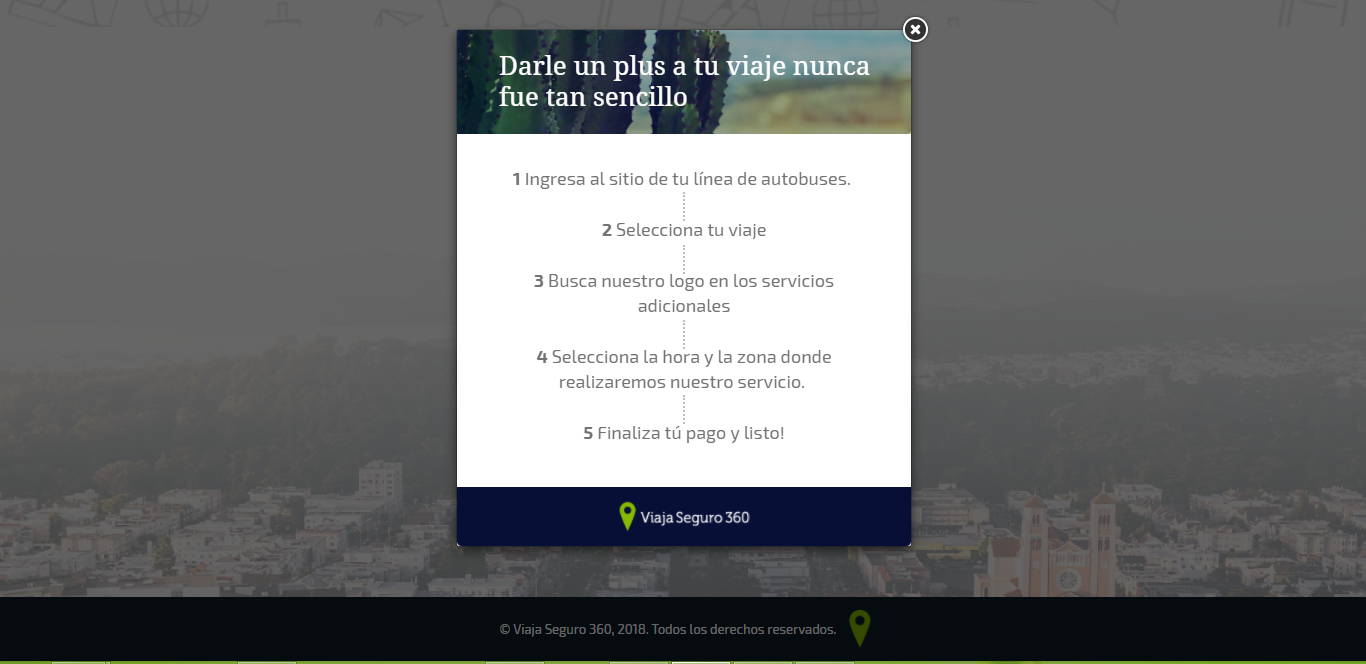 Darle un plus a tu viaje nunca
fue tan sencillo
1 Ingresa al sitio de tu línea de autobuses.
2 Selecciona tu viaje
3 Busca nuestro logo en los servicios
adicionales
4 Selecciona la hora y la zona donde
realizaremos nuestro servicio.
5 Finaliza tú pago y listo!
Viaja Seguro 360
© Viaja Seguro 360, 2018. Todos los derechos reservados.